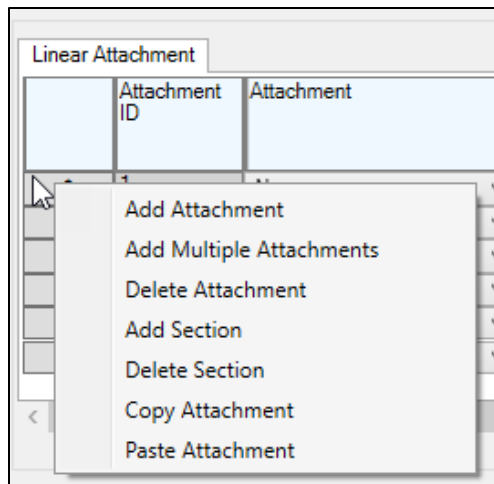 Linear Attachment
Attachment ID
Attachment
1
Add Attachment
Add Multiple Attachments
Delete Attachment
Add Section
Delete Section
Copy Attachment
Paste Attachment